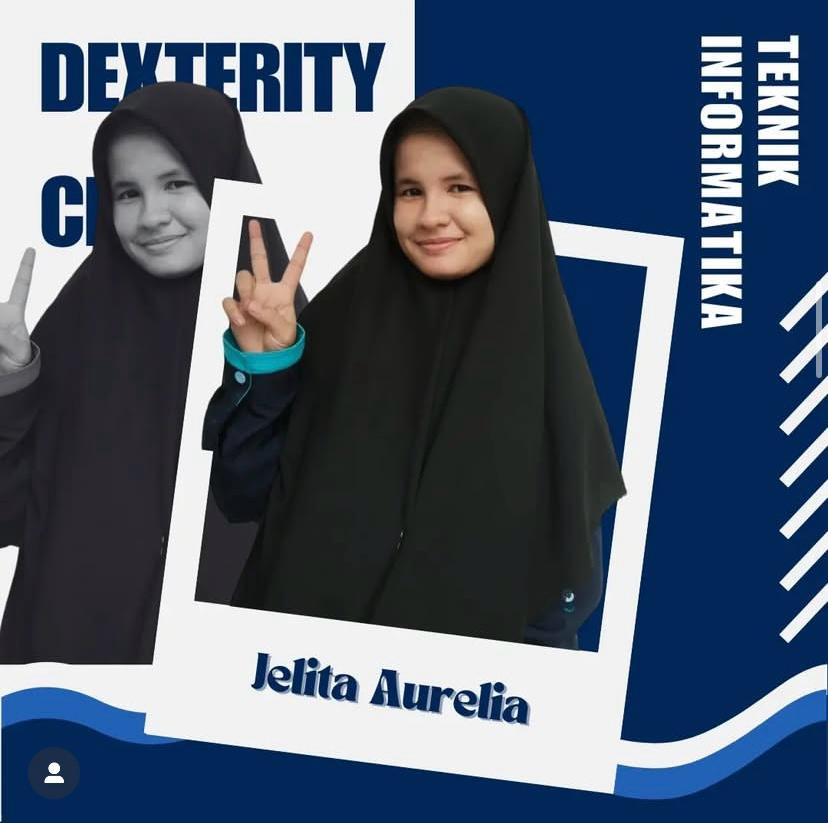 DEXTERITY
TEKNIK
INFORMATIKA
Jelita Aurelia